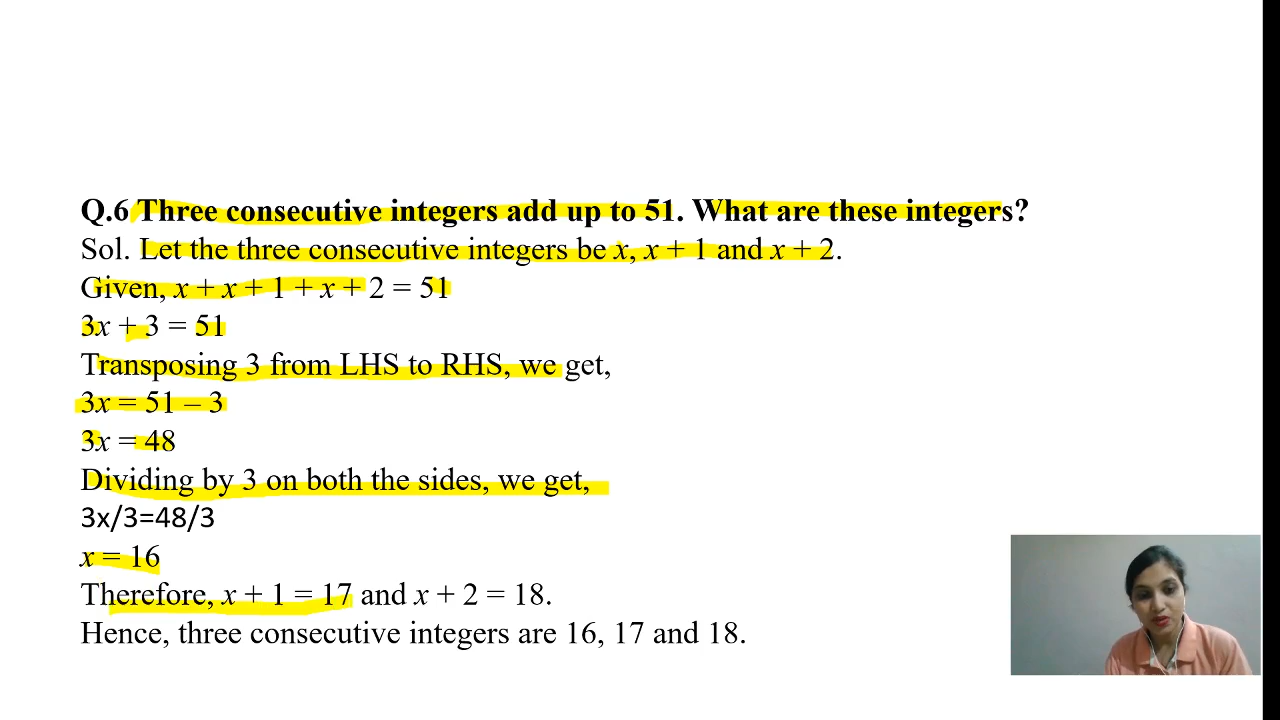 Q.6 Three consecutive integers add up to 51. What are these integers?
Sol. Let the three consecutive integers be x, x + 1 and x + 2.
Given, x + x + 1 + x + 2 = 51
3x + 3 = 51
Transposing 3 from LHS to RHS, we get,
3x = 51 – 3
3x = 48
Dividing by 3 on both the sides, we get,
3x/3=48/3
x = 16
Therefore, x + 1 = 17 and x + 2 = 18.
Hence, three consecutive integers are 16, 17 and 18.